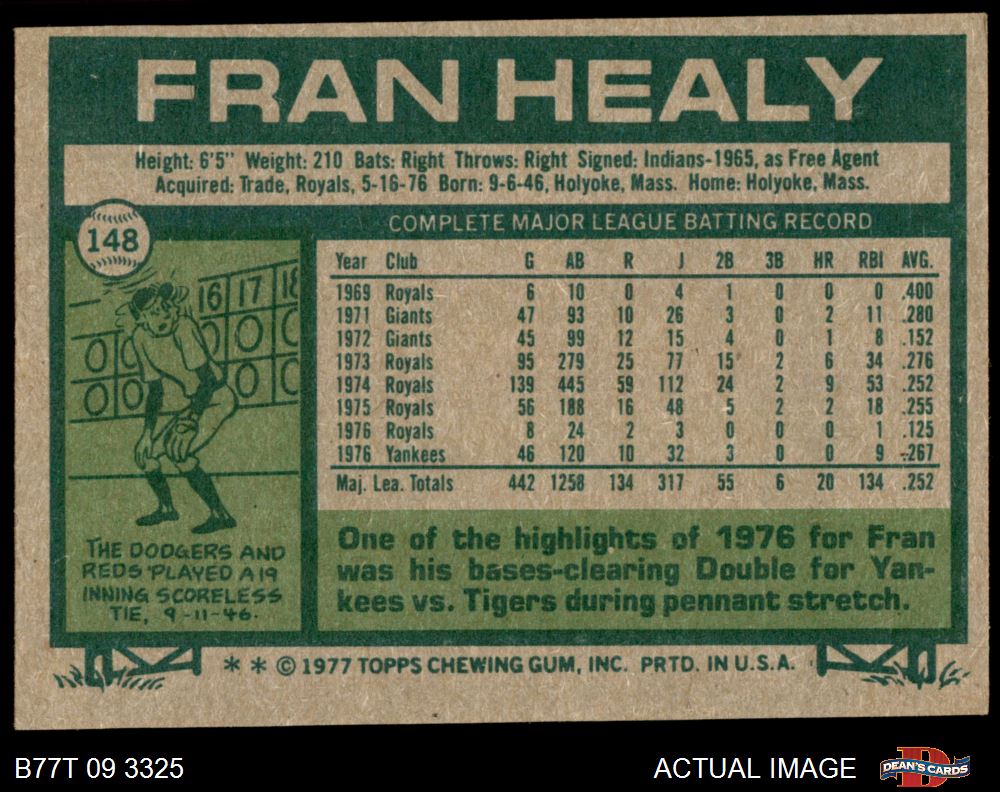 FRAN HEALY
Height: 6'5" Weight: 210 Bats: Right Throws: Right Signed: Indians-1965, as Free Agent
Acquired: Trade, Royals, 5-16-76 Born: 9-6-46, Holyoke, Mass. Home: Holyoke, Mass.
148
COMPLETE MAJOR LEAGUE BATTING RECORD
Year Club G AB R J 2B 3B HR RBI AVG.
1969 Royals 6 10 0 4 1 0 0 0 .400
1971 Giants 47 93 10 26 3 0 2 11 .280
1972 Giants 45 99 12 15 4 0 1 8 .152
1973 Royals 95 279 25 77 15 2 6 34 .276
1974 Royals 139 445 59 112 24 2 9 53 .252
1975 Royals 56 188 16 48 5 2 2 18 .255
1976 Royals 8 24 2 3 0 0 0 1 .125
1976 Yankees 46 120 10 32 3 0 0 9 .267
Maj. Lea. Totals 442 1258 134 317 55 6 20 134 .252
16 17 18
0 0 0 0 0
0 0 0 0 0
THE DODGERS AND
REDS PLAYED A 19
INNING SCORELESS
TIE, 9-11-46.
One of the highlights of 1976 for Fran
was his bases-clearing Double for Yan-
kees vs. Tigers during pennant stretch.
* * © 1977 TOPPS CHEWING GUM, INC. PRTD. IN U.S.A.
B77T 09 3325
ACTUAL IMAGE
D
DEAN'S CARDS